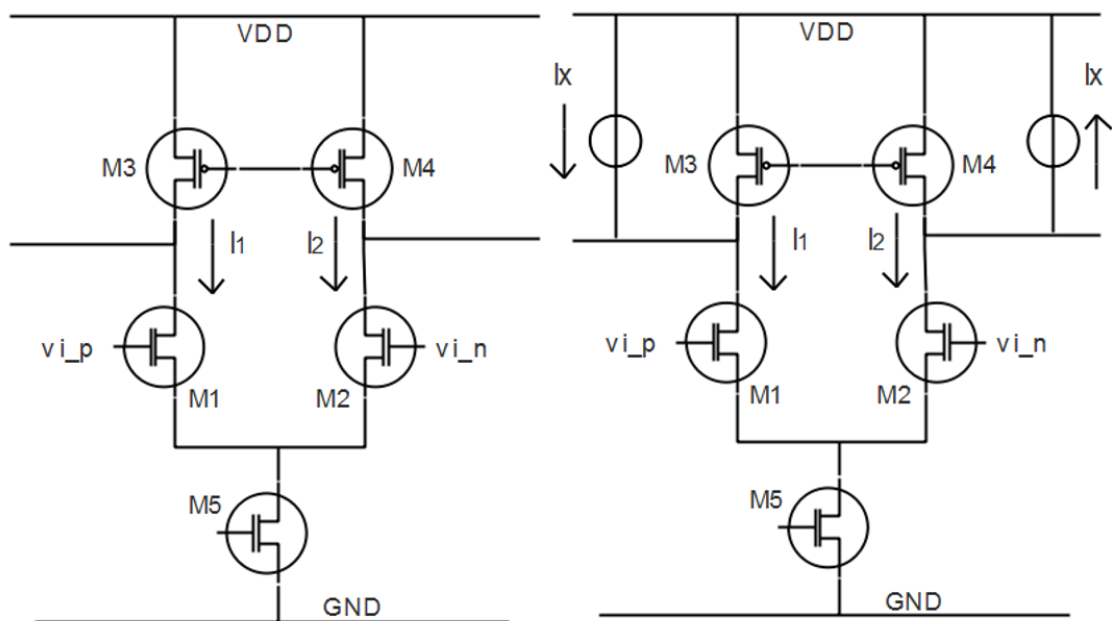 VDD
M3
M4
I1
I2
vi_p
vi_n
M1
M2
M5
GND
VDD
Ix
Ix
M3
M4
I1
I2
vi_p
vi_n
M1
M2
M5
GND